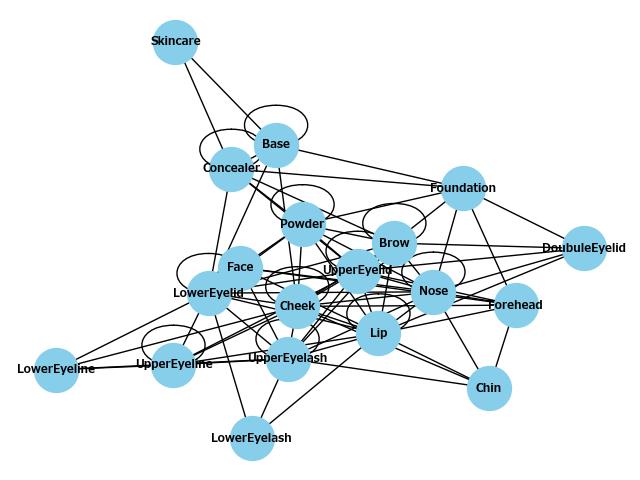 Skincare
Base
Concealer
Foundation
Powder
Brow
DoubuleEyelid
Face
UpperEyelid
LowerEyelid
Nose
Cheek
Forehead
Lip
UpperEyelash
UpperEyeline
LowerEyeline
Chin
LowerEyelash